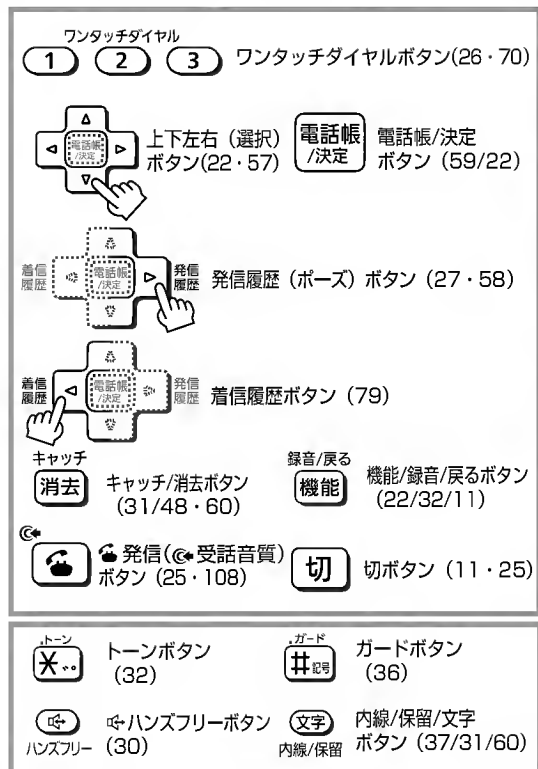 ワンタッチダイヤル
1 2 3 ワンタッチダイヤルボタン(26・70)
電話帳/決定
上下左右（選択）
ボタン(22・57)
電話帳
/決定
電話帳/決定
ボタン（59/22）
着信履歴
電話帳/決定
発信履歴
発信履歴（ポーズ）ボタン（27・58）
着信履歴
電話帳/決定
発信履歴
着信履歴ボタン（79）
キャッチ
消去
キャッチ/消去ボタン
（31/48・60）
録音/戻る
機能
機能/録音/戻るボタン
（22/32/11）
発信(受話音質)
ボタン（25・108）
切 切ボタン（11・25）
トーン
トーンボタン
（32）
ガード
# 記号
ガードボタン
（36）
ハンズフリー
ハンズフリーボタン
（30）
文字
内線/保留
内線/保留/文字
ボタン（37/31/60）